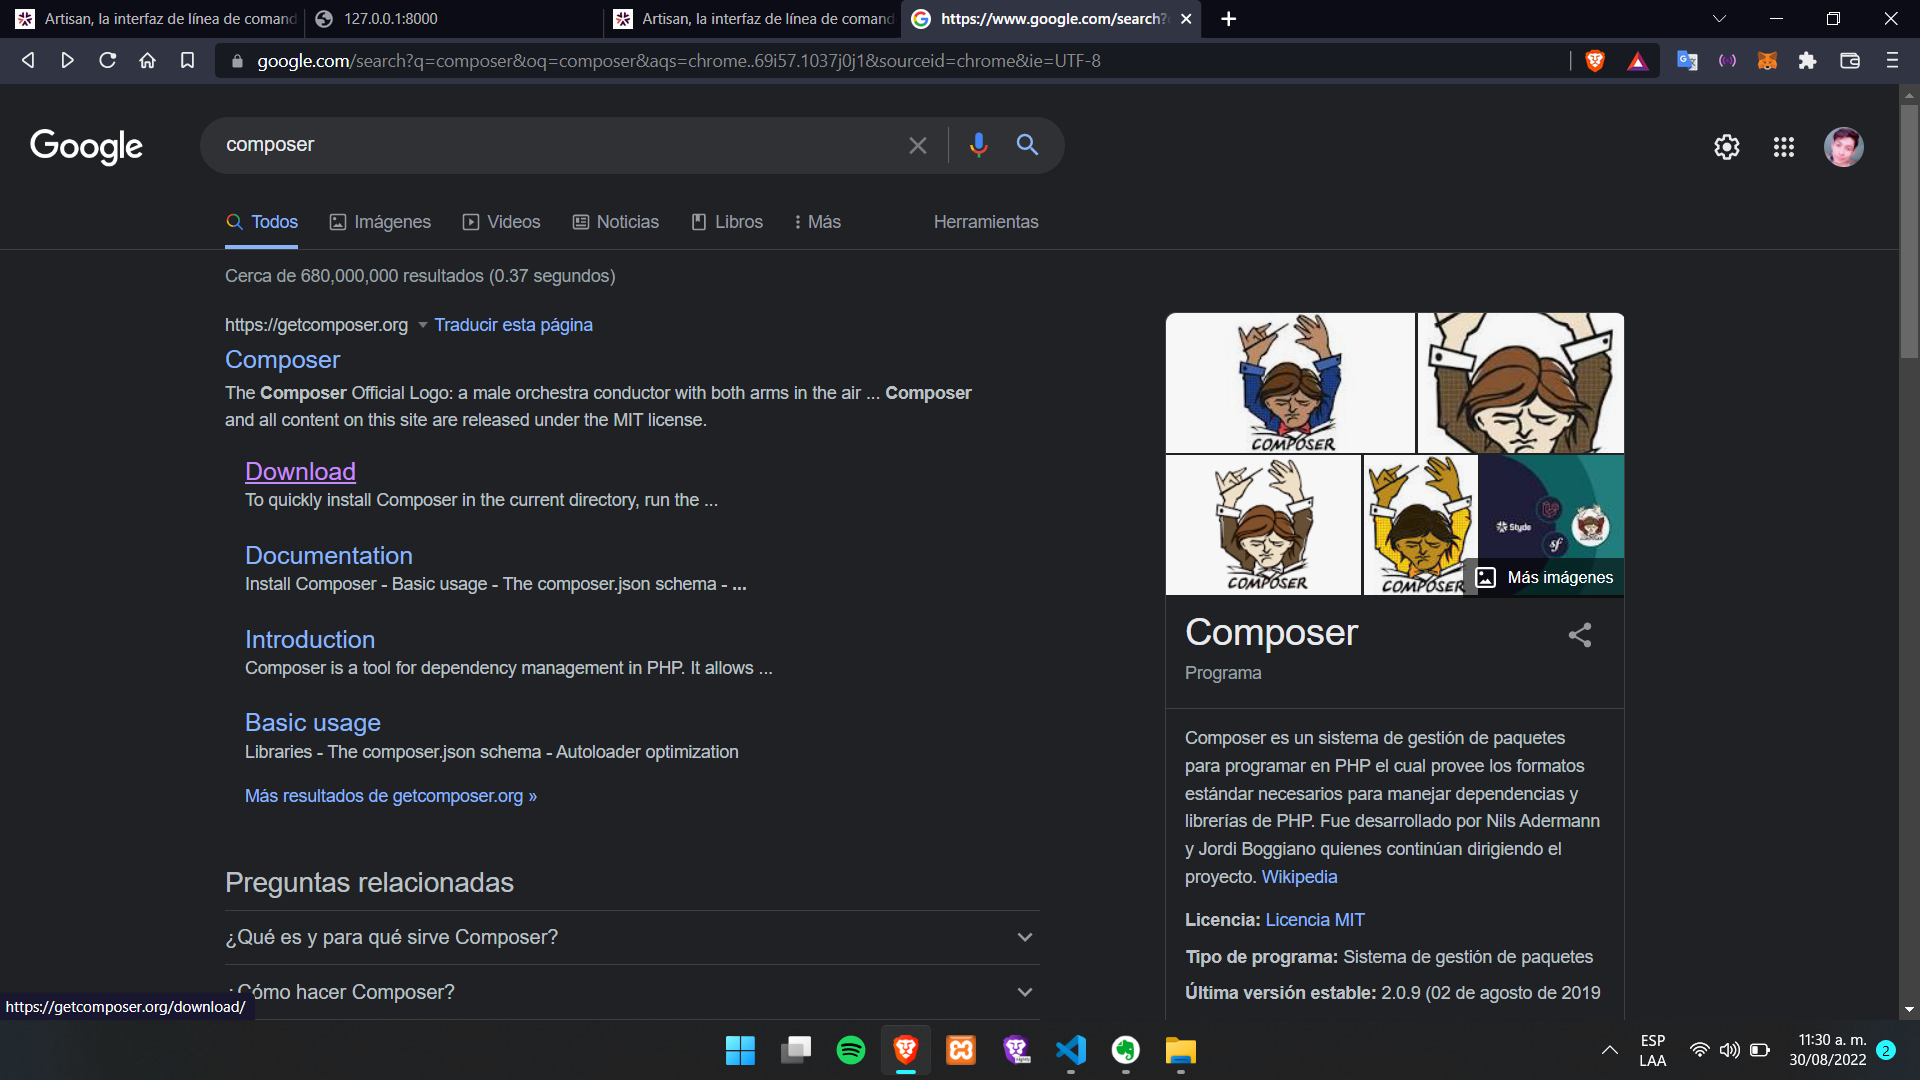 Artisan, la interfaz de línea de comand
127.0.0.1:8000
Artisan, la interfaz de línea de comand
https://www.google.com/search?
google.com/search?q=composer&oq=composer&aqs=chrome..69i57.1037j0j1&sourceid=chrome&ie=UTF-8
Google
composer
Todos
Imágenes
Videos
Noticias
Libros
Más
Herramientas
Cerca de 680,000,000 resultados (0.37 segundos)
https://getcomposer.org
Traducir esta página
Composer
The Composer Official Logo: a male orchestra conductor with both arms in the air ... Composer
and all content on this site are released under the MIT license.
Download
To quickly install Composer in the current directory, run the ...
Documentation
Install Composer - Basic usage - The composer.json schema - ...
Introduction
Composer is a tool for dependency management in PHP. It allows ...
Basic usage
Libraries - The composer.json schema - Autoloader optimization
Más resultados de getcomposer.org »
Preguntas relacionadas
¿Qué es y para qué sirve Composer?
¿Cómo hacer Composer?
https://getcomposer.org/download/
COMPOSER
COMPOSER
COMPOSER
Styde
sf
Más imágenes
Composer
Programa
Composer es un sistema de gestión de paquetes
para programar en PHP el cual provee los formatos
estándar necesarios para manejar dependencias y
librerías de PHP. Fue desarrollado por Nils Adermann
y Jordi Boggiano quienes continúan dirigiendo el
proyecto. Wikipedia
Licencia: Licencia MIT
Tipo de programa: Sistema de gestión de paquetes
Última versión estable: 2.0.9 (02 de agosto de 2019
ESP
LAA
11:30 a. m.
30/08/2022
2